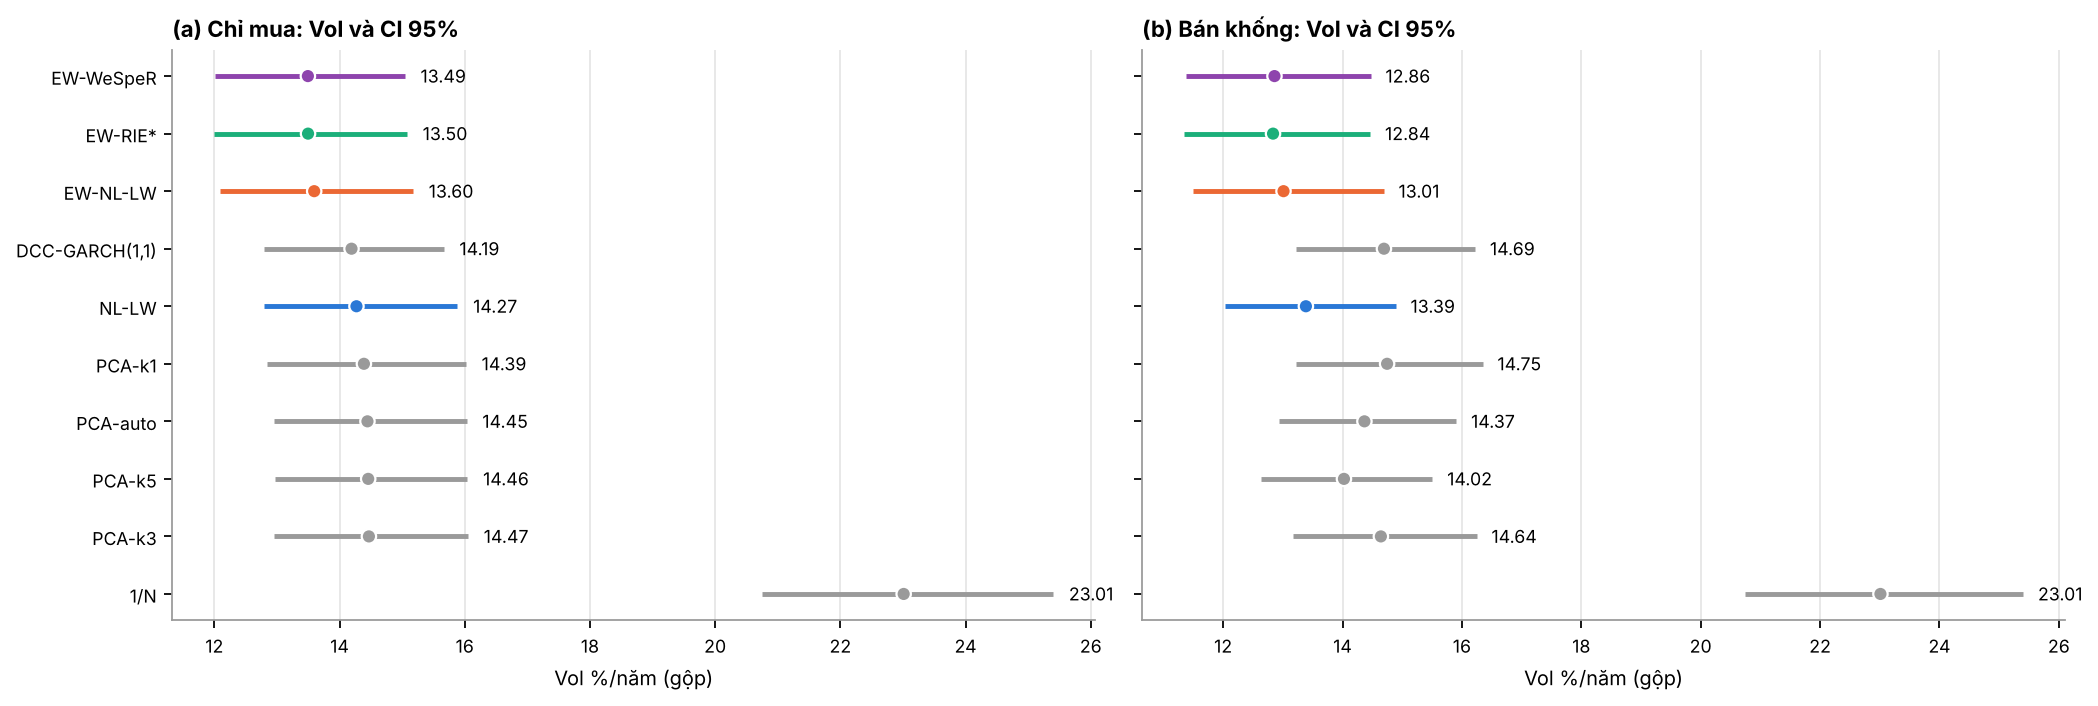 (a) Chỉ mua: Vol và CI 95%
EW-WeSpeR
13.49
EW-RIE*
13.50
EW-NL-LW
13.60
DCC-GARCH(1,1)
14.19
NL-LW
14.27
PCA-k1
14.39
PCA-auto
14.45
PCA-k5
14.46
PCA-k3
14.47
1/N
23.01
12 14 16 18 20 22 24 26
Vol %/năm (gộp)
(b) Bán khống: Vol và CI 95%
12.86
12.84
13.01
14.69
13.39
14.75
14.37
14.02
14.64
23.01
12 14 16 18 20 22 24 26
Vol %/năm (gộp)